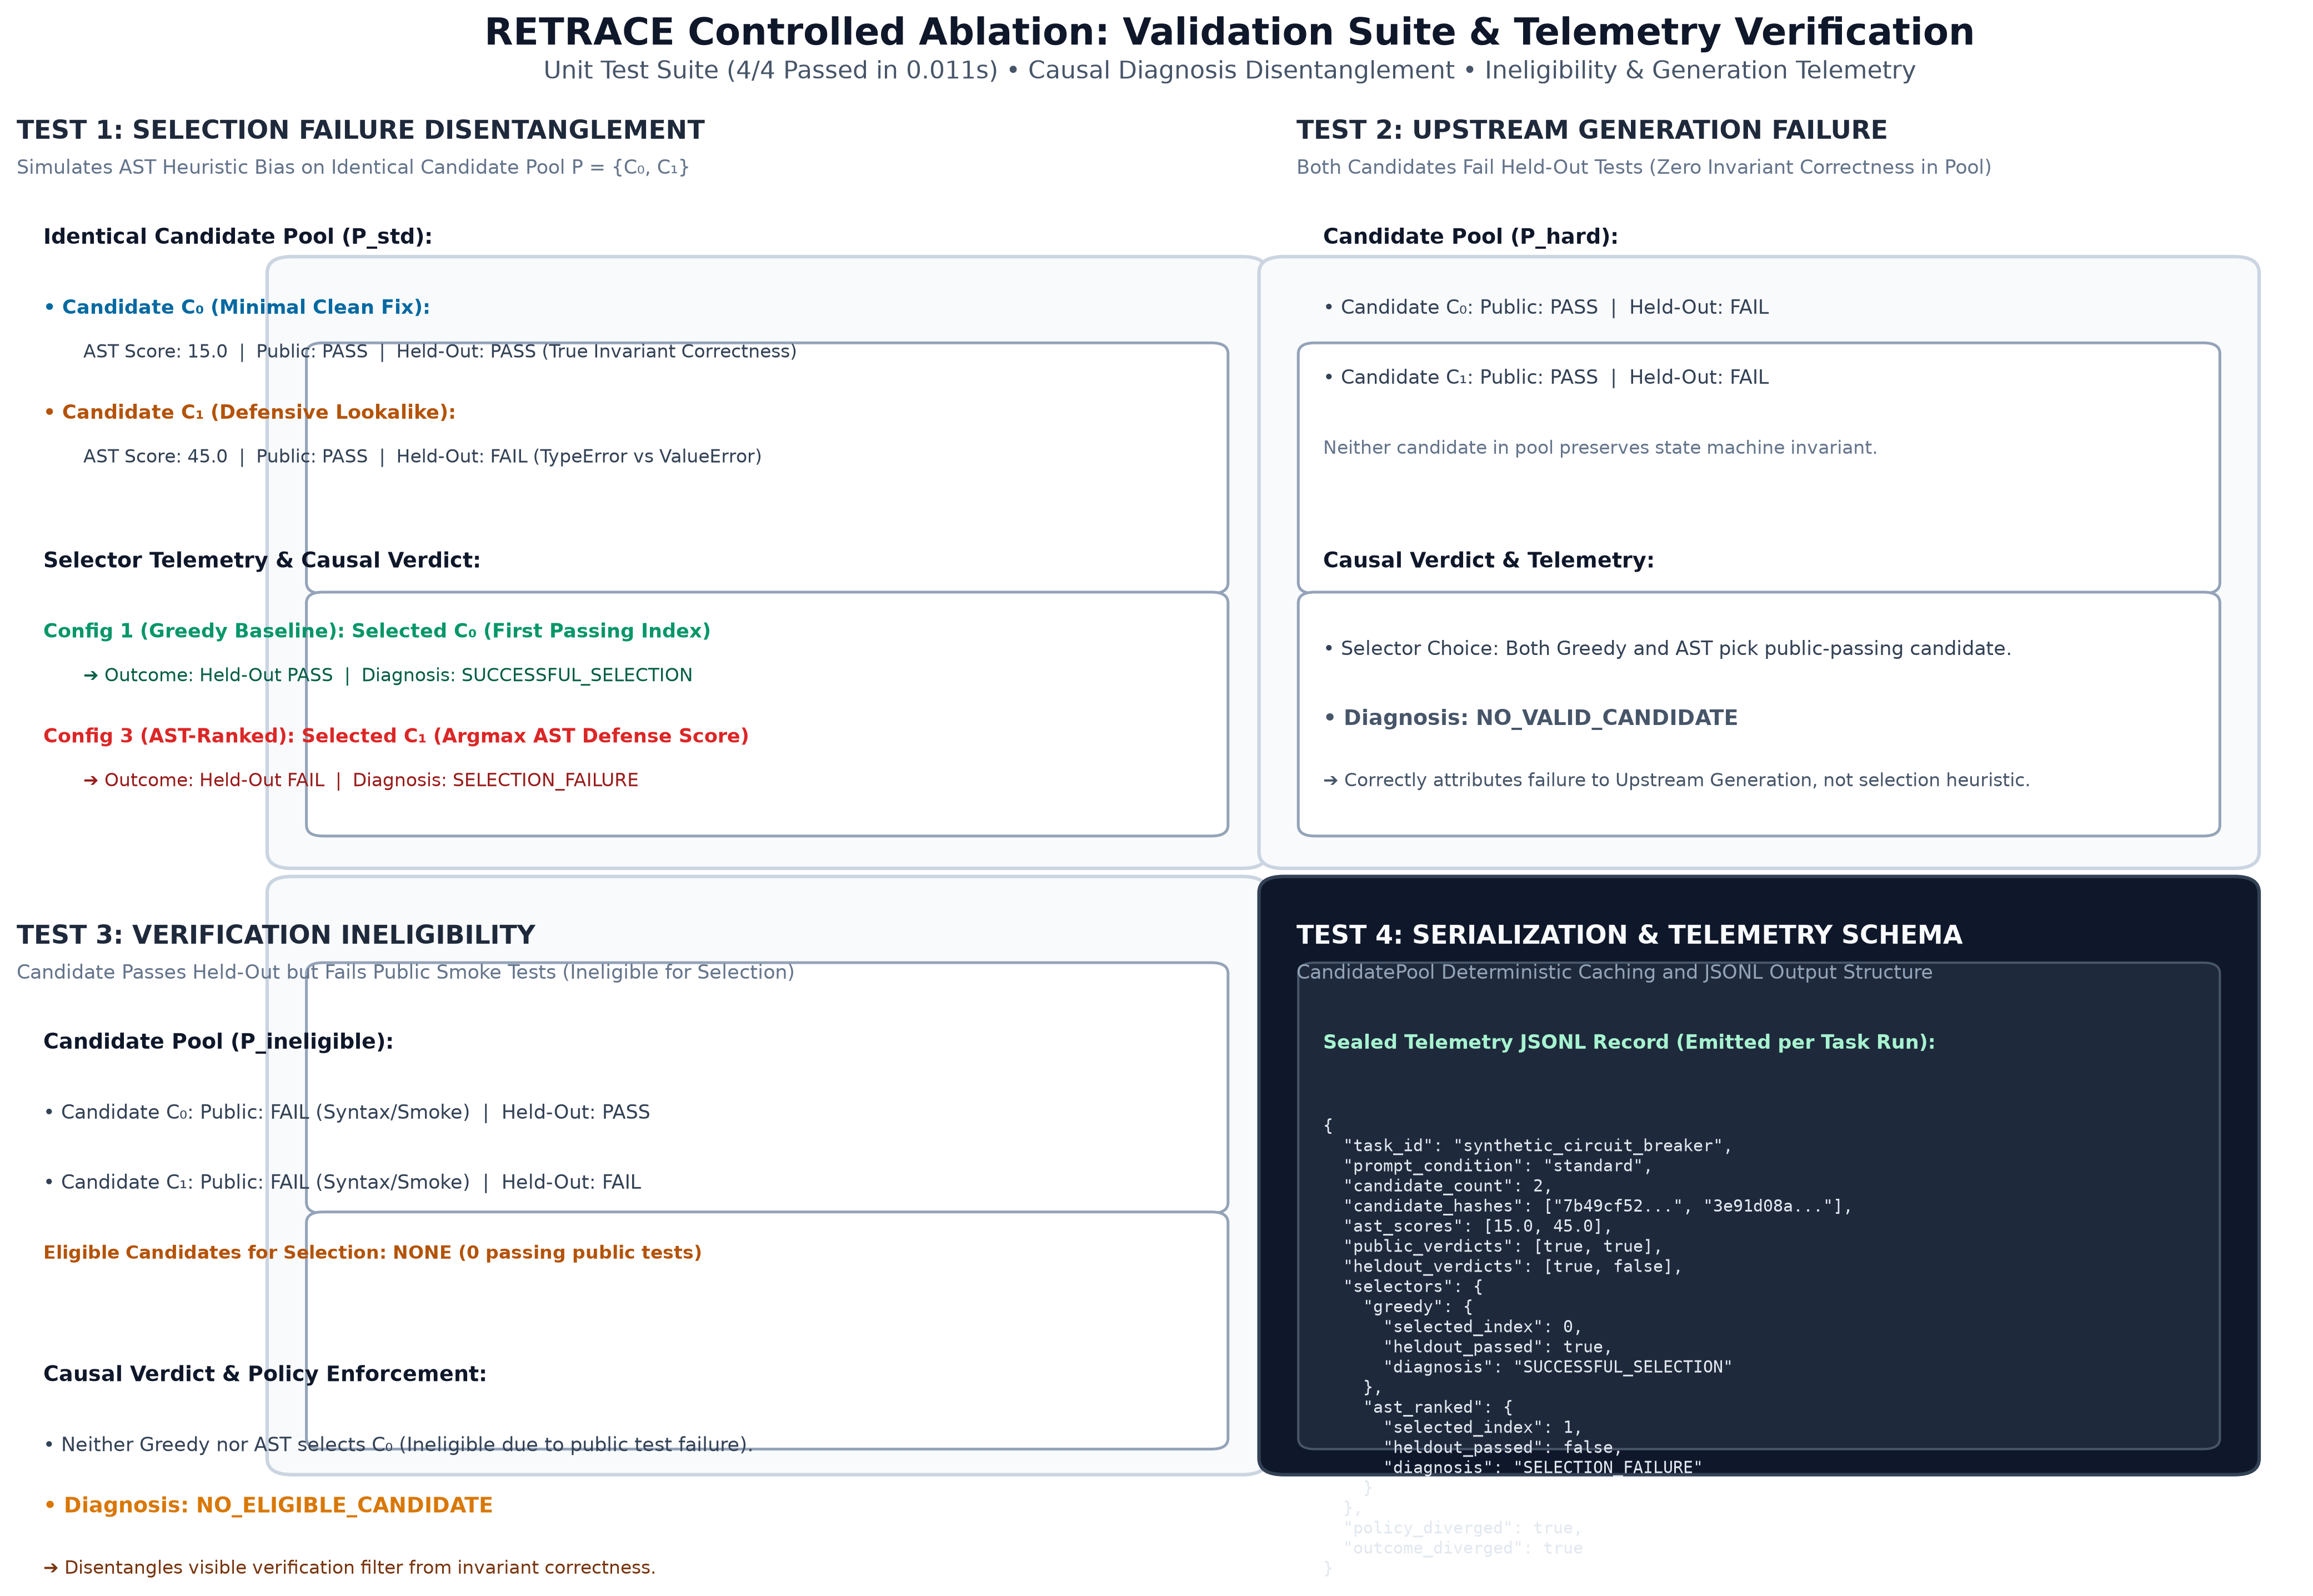 RETRACE Controlled Ablation: Validation Suite & Telemetry Verification
Unit Test Suite (4/4 Passed in 0.011s) • Causal Diagnosis Disentanglement • Ineligibility & Generation Telemetry
TEST 1: SELECTION FAILURE DISENTANGLEMENT
Simulates AST Heuristic Bias on Identical Candidate Pool P = {C₀, C₁}
Identical Candidate Pool (P_std):
• Candidate C₀ (Minimal Clean Fix):
AST Score: 15.0 | Public: PASS | Held-Out: PASS (True Invariant Correctness)
• Candidate C₁ (Defensive Lookalike):
AST Score: 45.0 | Public: PASS | Held-Out: FAIL (TypeError vs ValueError)
Selector Telemetry & Causal Verdict:
Config 1 (Greedy Baseline): Selected C₀ (First Passing Index)
➔ Outcome: Held-Out PASS | Diagnosis: SUCCESSFUL_SELECTION
Config 3 (AST-Ranked): Selected C₁ (Argmax AST Defense Score)
➔ Outcome: Held-Out FAIL | Diagnosis: SELECTION_FAILURE
TEST 2: UPSTREAM GENERATION FAILURE
Both Candidates Fail Held-Out Tests (Zero Invariant Correctness in Pool)
Candidate Pool (P_hard):
• Candidate C₀: Public: PASS | Held-Out: FAIL
• Candidate C₁: Public: PASS | Held-Out: FAIL
Neither candidate in pool preserves state machine invariant.
Causal Verdict & Telemetry:
• Selector Choice: Both Greedy and AST pick public-passing candidate.
• Diagnosis: NO_VALID_CANDIDATE
➔ Correctly attributes failure to Upstream Generation, not selection heuristic.
TEST 3: VERIFICATION INELIGIBILITY
Candidate Passes Held-Out but Fails Public Smoke Tests (Ineligible for Selection)
Candidate Pool (P_ineligible):
• Candidate C₀: Public: FAIL (Syntax/Smoke) | Held-Out: PASS
• Candidate C₁: Public: FAIL (Syntax/Smoke) | Held-Out: FAIL
Eligible Candidates for Selection: NONE (0 passing public tests)
Causal Verdict & Policy Enforcement:
• Neither Greedy nor AST selects C₀ (Ineligible due to public test failure).
• Diagnosis: NO_ELIGIBLE_CANDIDATE
➔ Disentangles visible verification filter from invariant correctness.
TEST 4: SERIALIZATION & TELEMETRY SCHEMA
CandidatePool Deterministic Caching and JSONL Output Structure
Sealed Telemetry JSONL Record (Emitted per Task Run):
{
"task_id": "synthetic_circuit_breaker",
"prompt_condition": "standard",
"candidate_count": 2,
"candidate_hashes": ["7b49cf52...", "3e91d08a..."],
"ast_scores": [15.0, 45.0],
"public_verdicts": [true, true],
"heldout_verdicts": [true, false],
"selectors": {
"greedy": {
"selected_index": 0,
"heldout_passed": true,
"diagnosis": "SUCCESSFUL_SELECTION"
},
"ast_ranked": {
"selected_index": 1,
"heldout_passed": false,
"diagnosis": "SELECTION_FAILURE"
}
},
"policy_diverged": true,
"outcome_diverged": true
}